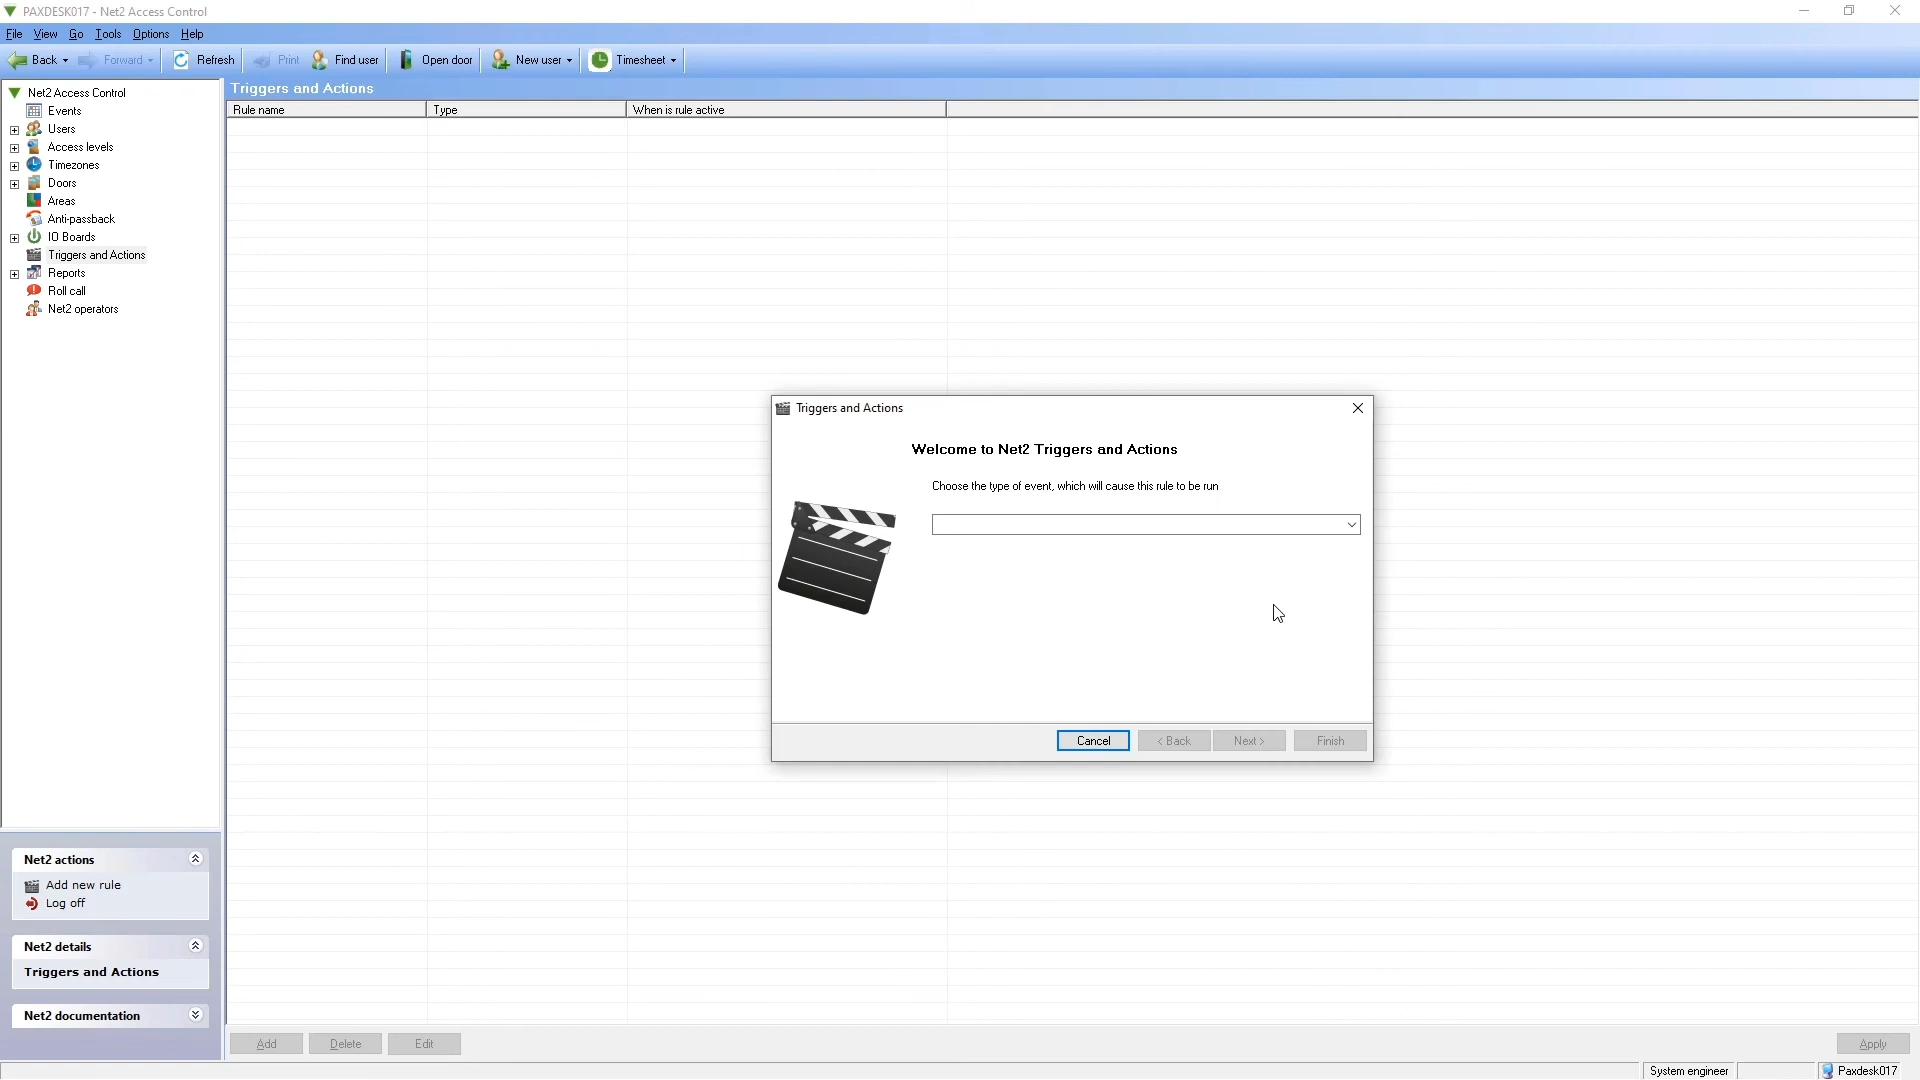 PAXDESK017 - Net2 Access Control
File View Go Tools Options Help
Back Forward Refresh Print Find user Open door New user Timesheet
Net2 Access Control
Events
Users
Access levels
Timezones
Doors
Areas
Anti-passback
IO Boards
Triggers and Actions
Reports
Roll call
Net2 operators
Triggers and Actions
Rule name Type When is rule active
Triggers and Actions
Welcome to Net2 Triggers and Actions
Choose the type of event, which will cause this rule to be run
Cancel < Back Next > Finish
Net2 actions
Add new rule
Log off
Net2 details
Triggers and Actions
Net2 documentation
Add Delete Edit Apply
System engineer Paxdesk017